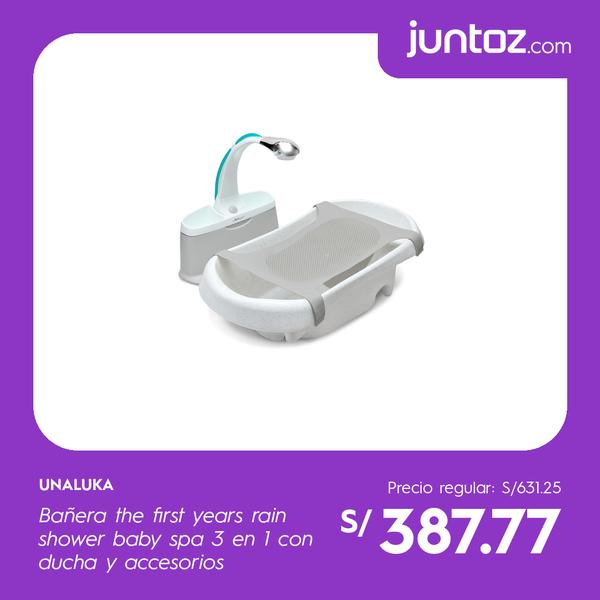 juntoz.com
UNALUKA
Bañera the first years rain
shower baby spa 3 en 1 con
ducha y accesorios
Precio regular: S/631.25
S/ 387.77